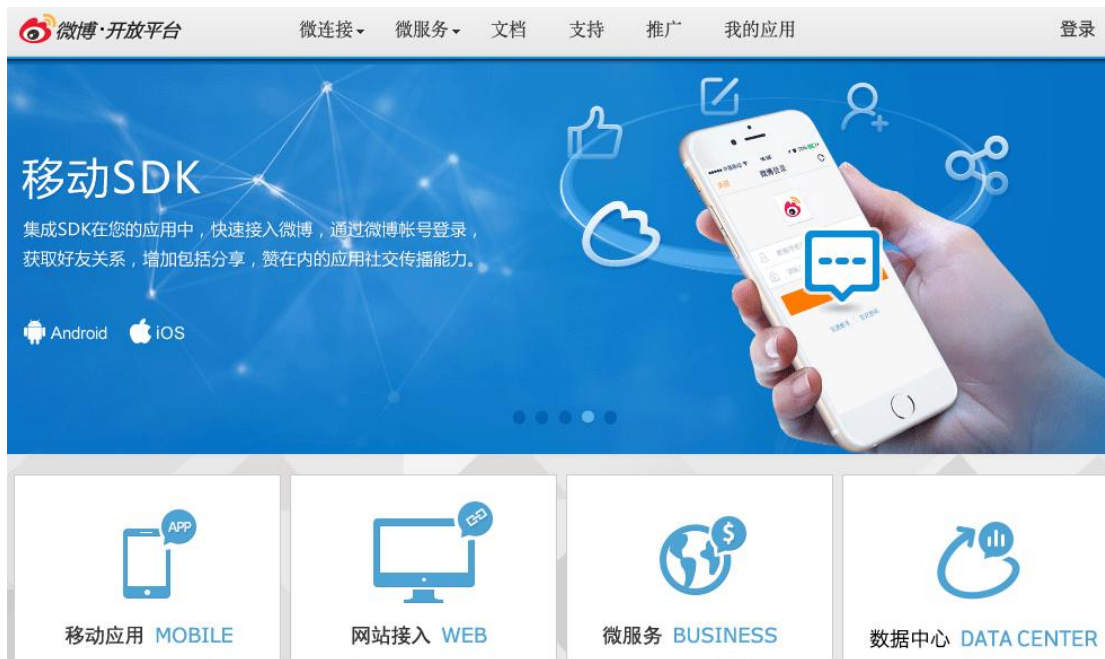 微博·开放平台
微连接
微服务
文档
支持
推广
我的应用
登录
移动SDK
集成SDK在您的应用中，快速接入微博，通过微博帐号登录，
获取好友关系，增加包括分享，赞在内的应用社交传播能力。
Android
iOS
关闭
微博登录
APP
$
移动应用 MOBILE
网站接入 WEB
微服务 BUSINESS
数据中心 DATA CENTER